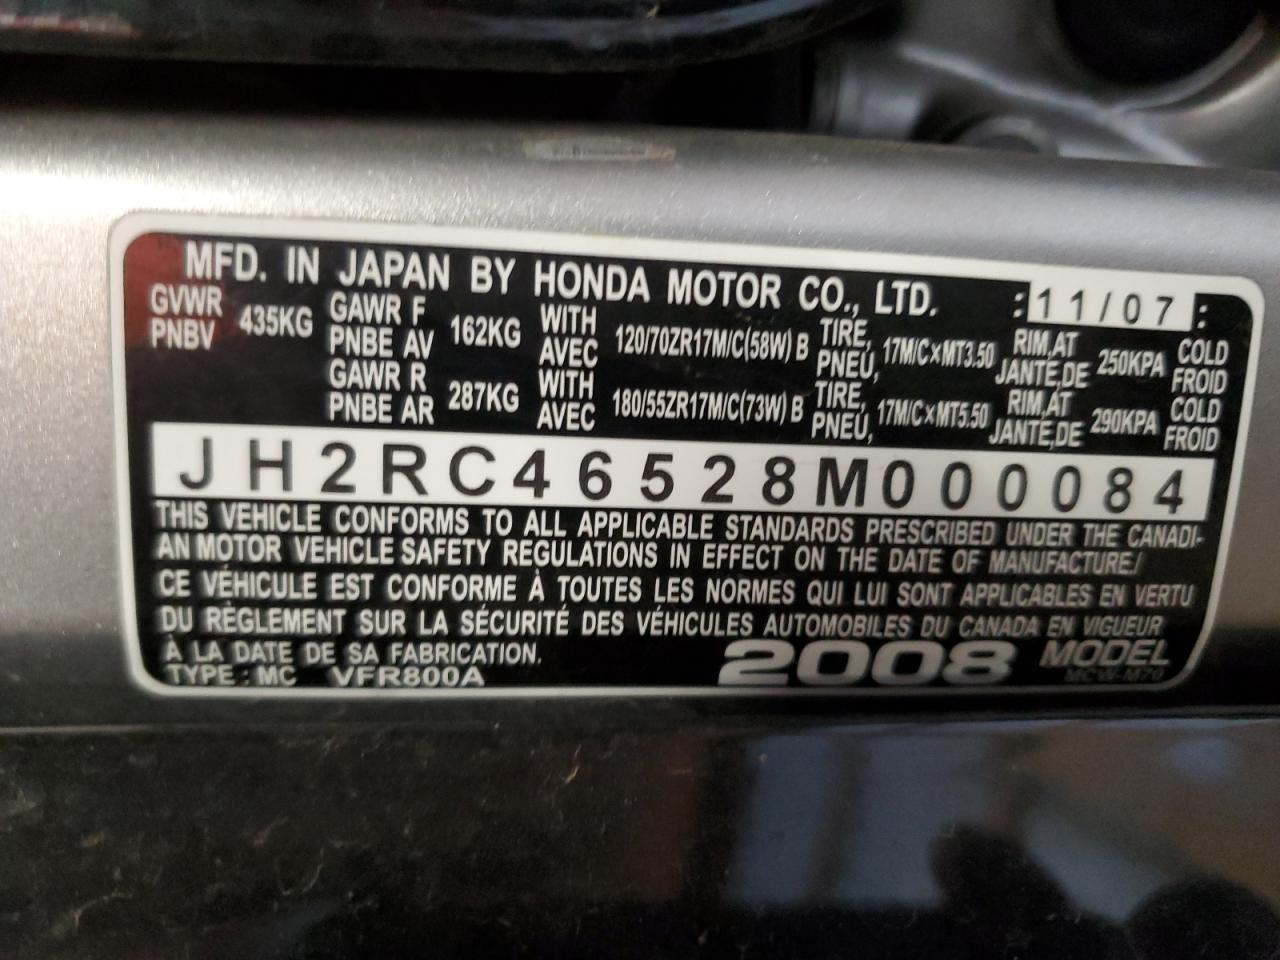 MFD. IN JAPAN BY HONDA MOTOR CO., LTD. :11/07:
GVWR PNBV 435KG GAWR F PNBE AV 162KG WITH AVEC 120/70ZR17M/C(58W) B TIRE, PNEU, 17M/C×MT3.50 RIM,AT JANTE,DE 250KPA COLD FROID
GAWR R PNBE AR 287KG WITH AVEC 180/55ZR17M/C(73W) B TIRE, PNEU, 17M/C×MT5.50 RIM,AT JANTE,DE 290KPA COLD FROID
JH2RC46528M000084
THIS VEHICLE CONFORMS TO ALL APPLICABLE STANDARDS PRESCRIBED UNDER THE CANADI-
AN MOTOR VEHICLE SAFETY REGULATIONS IN EFFECT ON THE DATE OF MANUFACTURE/
CE VÉHICULE EST CONFORME À TOUTES LES NORMES QUI LUI SONT APPLICABLES EN VERTU
DU RÈGLEMENT SUR LA SÉCURITÉ DES VÉHICULES AUTOMOBILES DU CANADA EN VIGUEUR
À LA DATE DE SA FABRICATION.
TYPE : MC VFR800A 2008 MODEL
MCW-M70